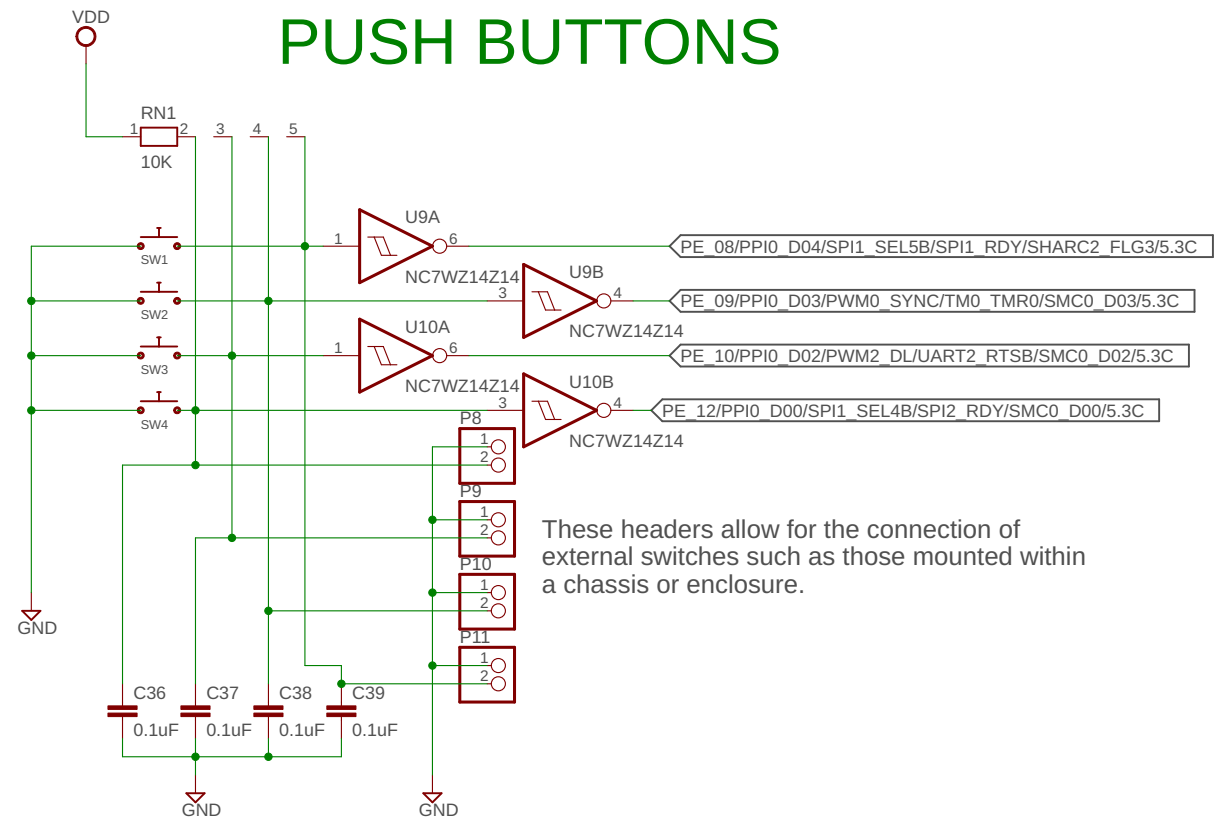 PUSH BUTTONS
VDD
RN1
1 2 3 4 5
10K
U9A
1 6
SW1
PE_08/PPI0_D04/SPI1_SEL5B/SPI1_RDY/SHARC2_FLG3/5.3C
NC7WZ14Z14
U9B
3 4
SW2
PE_09/PPI0_D03/PWM0_SYNC/TM0_TMR0/SMC0_D03/5.3C
U10A
NC7WZ14Z14
1 6
SW3
PE_10/PPI0_D02/PWM2_DL/UART2_RTSB/SMC0_D02/5.3C
NC7WZ14Z14
U10B
3 4
SW4
PE_12/PPI0_D00/SPI1_SEL4B/SPI2_RDY/SMC0_D00/5.3C
P8
NC7WZ14Z14
1
2
P9
1
2
These headers allow for the connection of
external switches such as those mounted within
a chassis or enclosure.
P10
1
2
GND
P11
1
2
C36 C37 C38 C39
0.1uF 0.1uF 0.1uF 0.1uF
GND GND